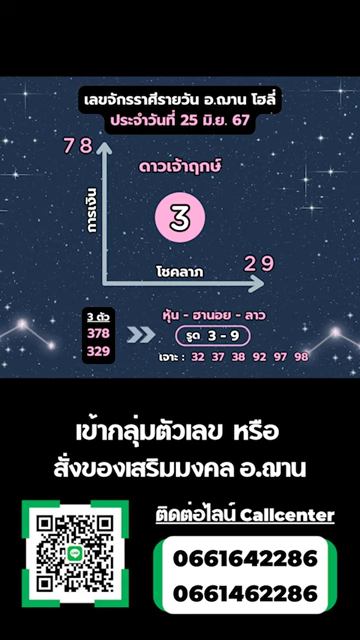 เลขจักรราศีรายวัน อ.ฌาน โฮลี่
ประจำวันที่ 25 มิ.ย. 67
7 8
ดาวเจ้าฤกษ์
การเงิน
3
โชคลาภ
2 9
3 ตัว
378
329
หุ้น - ฮานอย - ลาว
รูด 3 - 9
เจาะ : 32 37 38 92 97 98
เข้ากลุ่มตัวเลข หรือ
สั่งของเสริมมงคล อ.ฌาน
ติดต่อไลน์ Callcenter
0661642286
0661462286
LINE